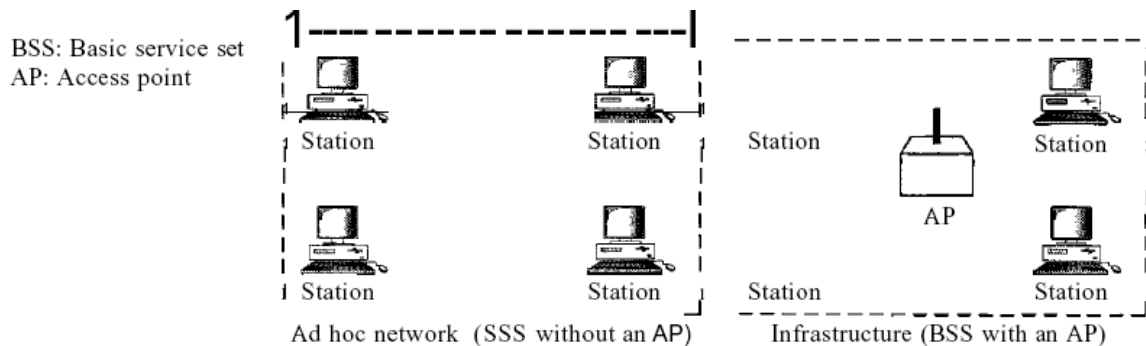 BSS: Basic service set
AP: Access point
Station Station Station Station
AP
Station Station Station Station
Ad hoc network (SSS without an AP) Infrastructure (BSS with an AP)